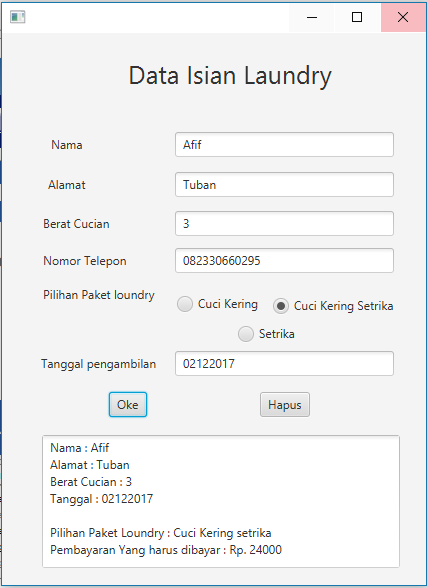 Data Isian Laundry
Nama Afif
Alamat Tuban
Berat Cucian 3
Nomor Telepon 082330660295
Pilihan Paket loundry Cuci Kering Cuci Kering Setrika
Setrika
Tanggal pengambilan 02122017
Oke Hapus
Nama : Afif
Alamat : Tuban
Berat Cucian : 3
Tanggal : 02122017
Pilihan Paket Loundry : Cuci Kering setrika
Pembayaran Yang harus dibayar : Rp. 24000